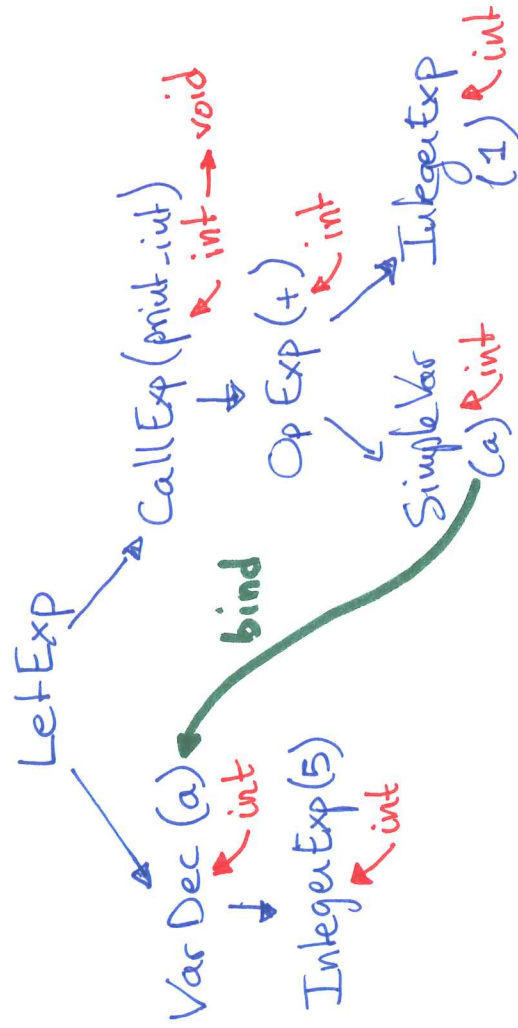 LetExp
VarDec (a)
int
IntegerExp(5)
int
bind
CallExp(print_int)
int → void
OpExp(+)
int
SimpleVar
(a)
int
IntegerExp
(1)
int